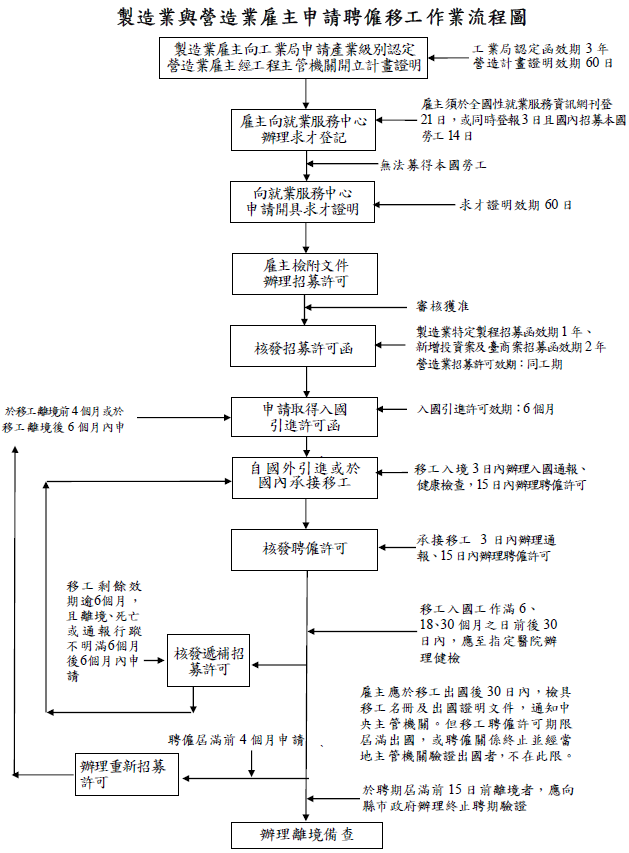 製造業與營造業雇主申請聘僱移工作業流程圖
製造業雇主向工業局申請產業級別認定
營造業雇主經工程主管機關開立計畫證明
工業局認定函效期 3 年
營造計畫證明效期 60 日
雇主向就業服務中心
辦理求才登記
雇主須於全國性就業服務資訊網刊登
21日，或同時登報3日且國內招募本國
勞工14日
無法募得本國勞工
向就業服務中心
申請開具求才證明
求才證明效期 60 日
雇主檢附文件
辦理招募許可
審核獲准
核發招募許可函
製造業特定製程招募函效期1年、
新增投資案及臺商案招募函效期2年
營造業招募許可效期：同工期
於移工離境前4個月或於
移工離境後6個月內申
申請取得入國
引進許可函
入國引進許可效期：6個月
自國外引進或於
國內承接移工
移工入境3日內辦理入國通報、
健康檢查，15日內辦理聘僱許可
核發聘僱許可
承接移工 3 日內辦理通
報、15日內辦理聘僱許可
移工剩餘效
期逾6個月，
且離境、死亡
或通報行蹤
不明滿6個月
後6個月內申
請
核發遞補招
募許可
移工入國工作滿 6、
18、30 個月之日前後 30
日內，應至指定醫院辦
理健檢
雇主應於移工出國後30日內，檢具
移工名冊及出國證明文件，通知中
央主管機關。但移工聘僱許可期限
屆滿出國，或聘僱關係終止並經當
地主管機關驗證出國者，不在此限。
聘僱屆滿前4個月申請
辦理重新招募
許可
於聘期屆滿前15日前離境者，應向
縣市政府辦理終止聘期驗證
辦理離境備查